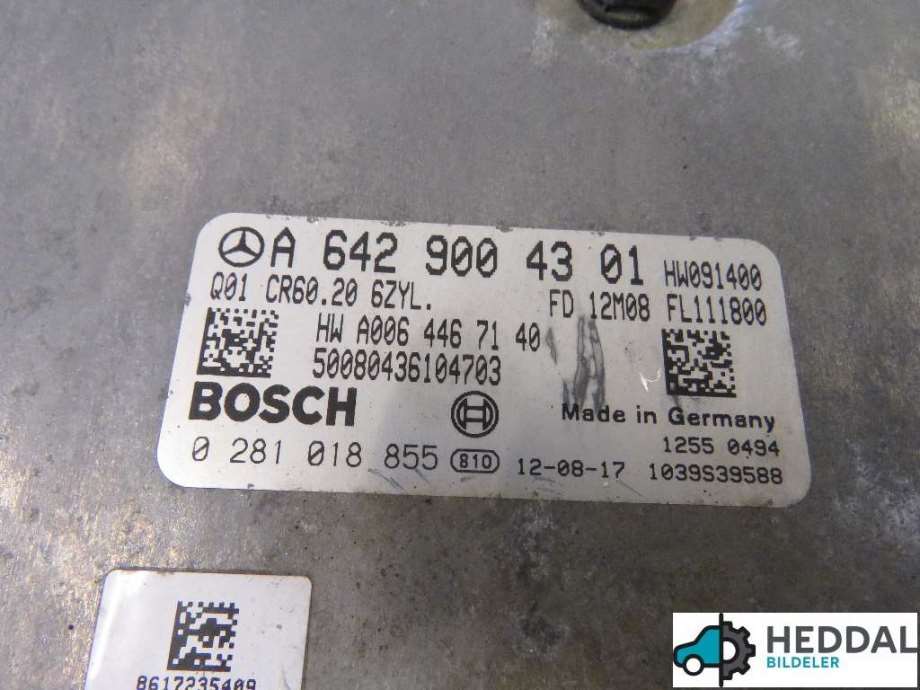 A 642 900 43 01 HW091400
Q01 CR60.20 6ZYL. FD 12M08 FL111800
HW A006 446 71 40
50080436104703
BOSCH
Made in Germany
1255 0494
0 281 018 855 810 12-08-17 1039S39588
8617235409
HEDDAL
BILDELER